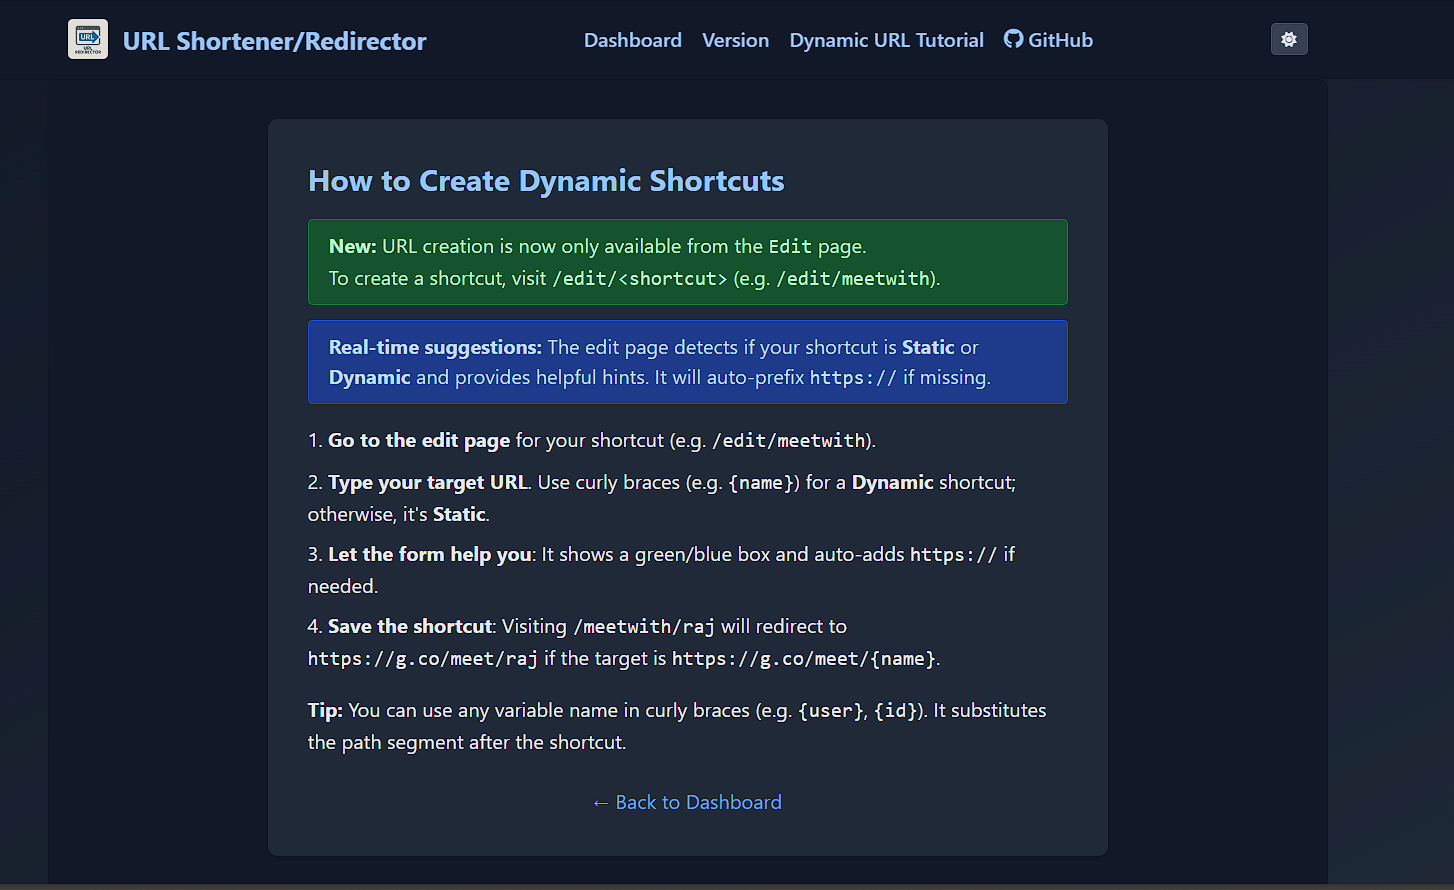 URL
URL
REDIRECTOR
URL Shortener/Redirector
Dashboard
Version
Dynamic URL Tutorial
GitHub
How to Create Dynamic Shortcuts
New: URL creation is now only available from the Edit page.
To create a shortcut, visit /edit/<shortcut> (e.g. /edit/meetwith).
Real-time suggestions: The edit page detects if your shortcut is Static or
Dynamic and provides helpful hints. It will auto-prefix https:// if missing.
1. Go to the edit page for your shortcut (e.g. /edit/meetwith).
2. Type your target URL. Use curly braces (e.g. {name}) for a Dynamic shortcut;
otherwise, it's Static.
3. Let the form help you: It shows a green/blue box and auto-adds https:// if
needed.
4. Save the shortcut: Visiting /meetwith/raj will redirect to
https://g.co/meet/raj if the target is https://g.co/meet/{name}.
Tip: You can use any variable name in curly braces (e.g. {user}, {id}). It substitutes
the path segment after the shortcut.
← Back to Dashboard